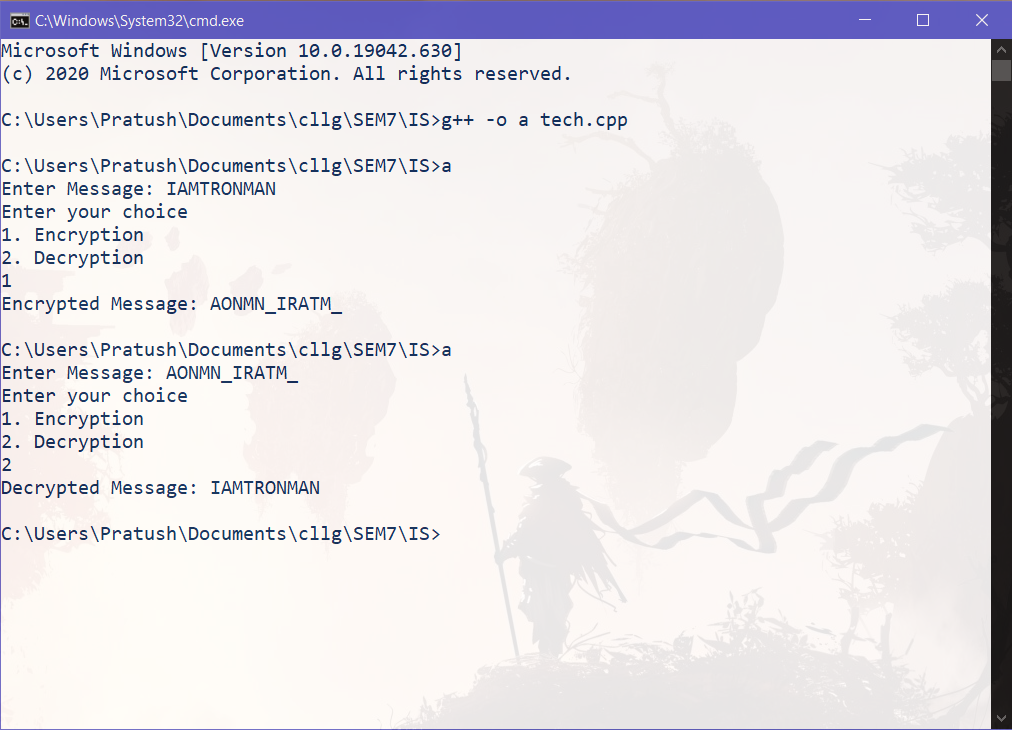 C:\Windows\System32\cmd.exe
Microsoft Windows [Version 10.0.19042.630]
(c) 2020 Microsoft Corporation. All rights reserved.
C:\Users\Pratush\Documents\cllg\SEM7\IS>g++ -o a tech.cpp
C:\Users\Pratush\Documents\cllg\SEM7\IS>a
Enter Message: IAMTRONMAN
Enter your choice
1. Encryption
2. Decryption
1
Encrypted Message: AONMN_IRATM_
C:\Users\Pratush\Documents\cllg\SEM7\IS>a
Enter Message: AONMN_IRATM_
Enter your choice
1. Encryption
2. Decryption
2
Decrypted Message: IAMTRONMAN
C:\Users\Pratush\Documents\cllg\SEM7\IS>